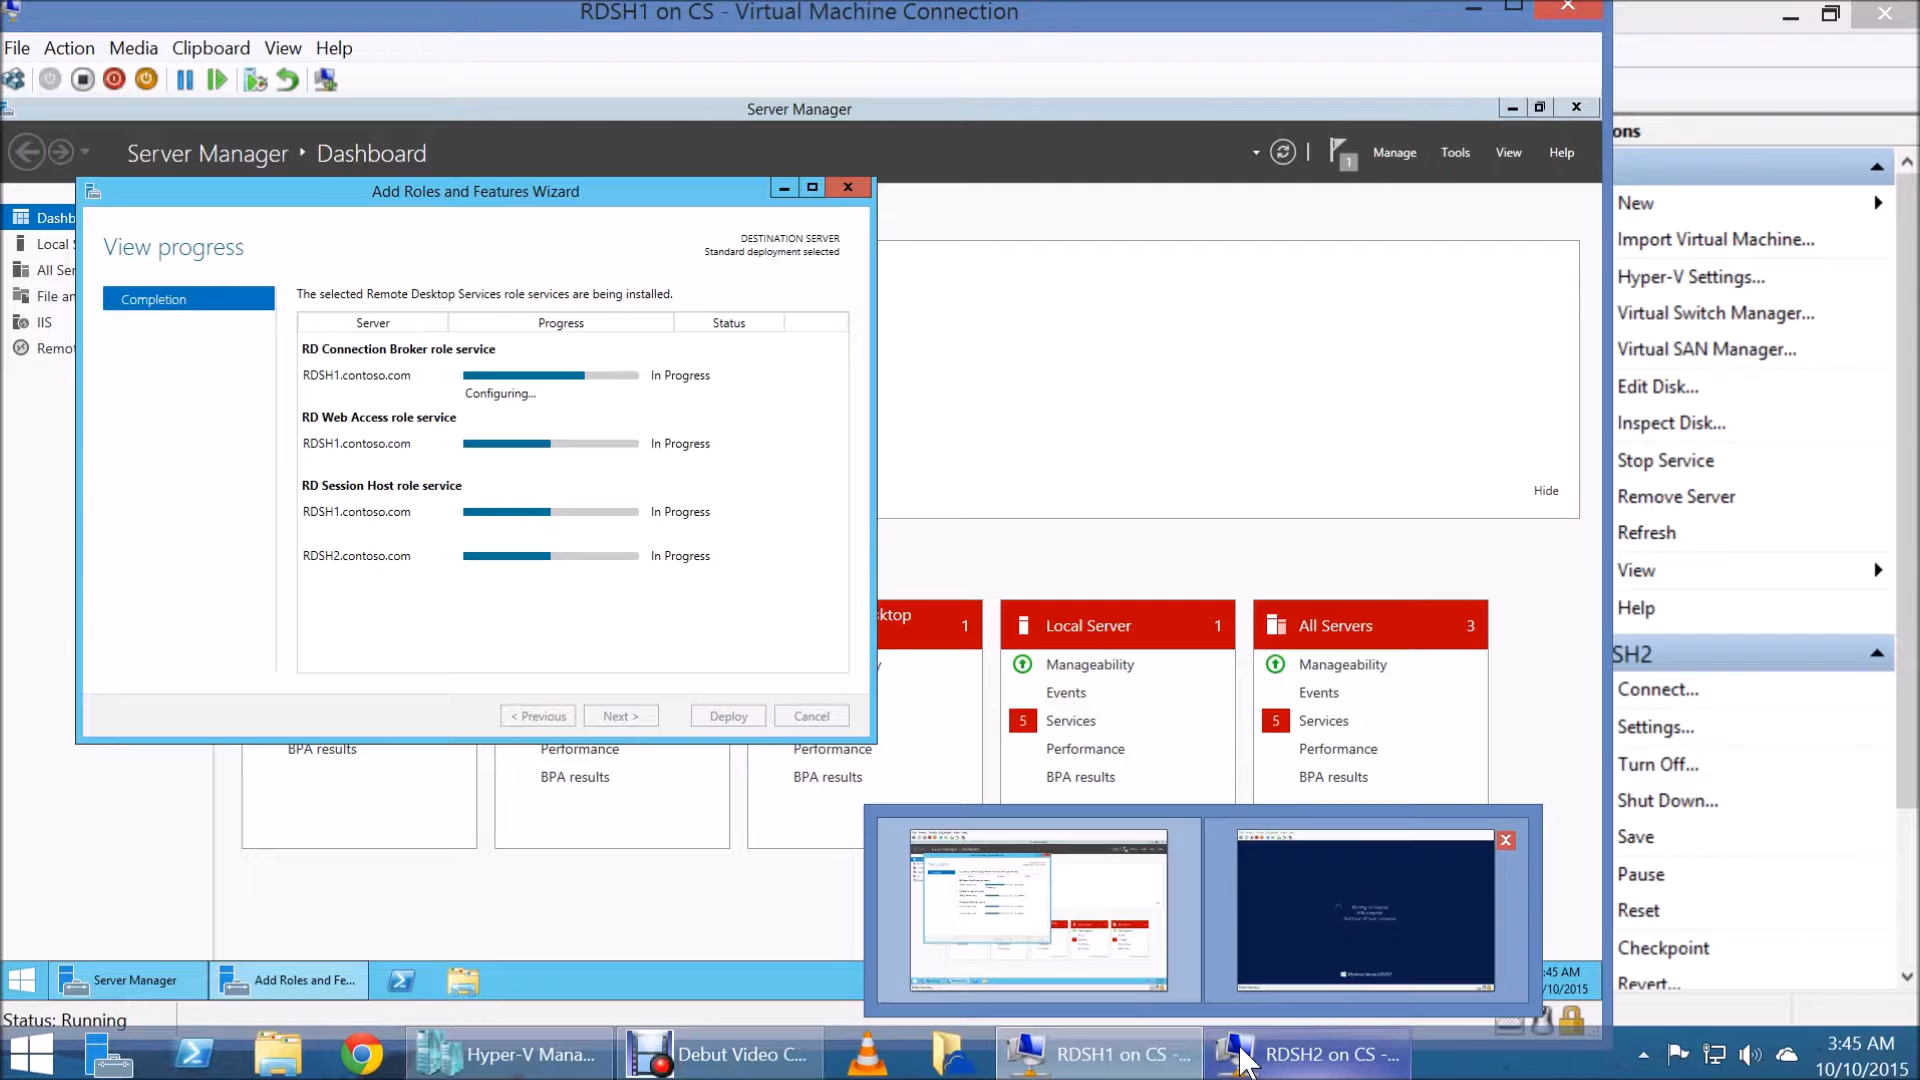 RDSH1 on CS - Virtual Machine Connection
File Action Media Clipboard View Help
Server Manager
Server Manager • Dashboard
1 Manage Tools View Help
Add Roles and Features Wizard
View progress
DESTINATION SERVER
Standard deployment selected
Completion
The selected Remote Desktop Services role services are being installed.
Server Progress Status
RD Connection Broker role service
RDSH1.contoso.com In Progress
Configuring...
RD Web Access role service
RDSH1.contoso.com In Progress
RD Session Host role service
RDSH1.contoso.com In Progress
RDSH2.contoso.com In Progress
< Previous Next > Deploy Cancel
Dashb
Local S
All Ser
File an
IIS
Remot
Hide
ktop 1
Local Server 1
Manageability
Events
5 Services
Performance
BPA results
All Servers 3
Manageability
Events
5 Services
Performance
BPA results
BPA results
Performance
BPA results
Performance
BPA results
ons
New
Import Virtual Machine...
Hyper-V Settings...
Virtual Switch Manager...
Virtual SAN Manager...
Edit Disk...
Inspect Disk...
Stop Service
Remove Server
Refresh
View
Help
SH2
Connect...
Settings...
Turn Off...
Shut Down...
Save
Pause
Reset
Checkpoint
Revert...
Server Manager
Add Roles and Fe...
:45 AM
/10/2015
Status: Running
Hyper-V Mana...
Debut Video C...
RDSH1 on CS -...
RDSH2 on CS -...
3:45 AM
10/10/2015